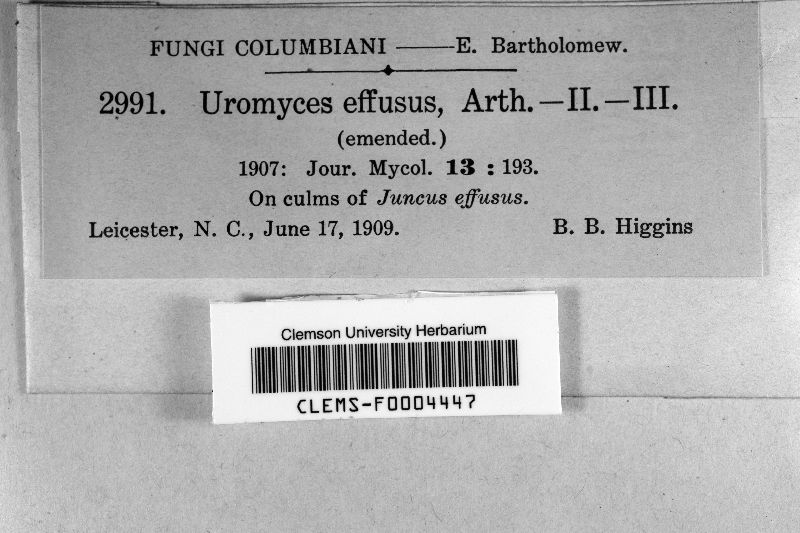 FUNGI COLUMBIANI —— E. Bartholomew.
2991. Uromyces effusus, Arth. —II. —III.
(emended.)
1907: Jour. Mycol. 13 : 193.
On culms of Juncus effusus.
Leicester, N. C., June 17, 1909. B. B. Higgins
Clemson University Herbarium
CLEMS-F0004447